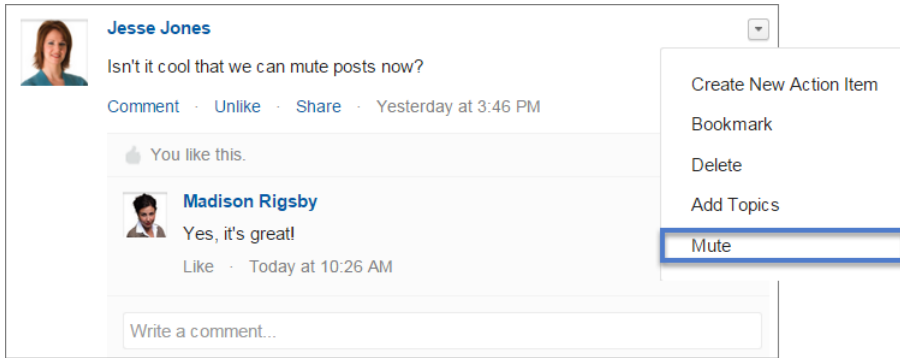 Jesse Jones
Isn't it cool that we can mute posts now?
Comment · Unlike · Share · Yesterday at 3:46 PM
You like this.
Madison Rigsby
Yes, it's great!
Like · Today at 10:26 AM
Write a comment...
Create New Action Item
Bookmark
Delete
Add Topics
Mute